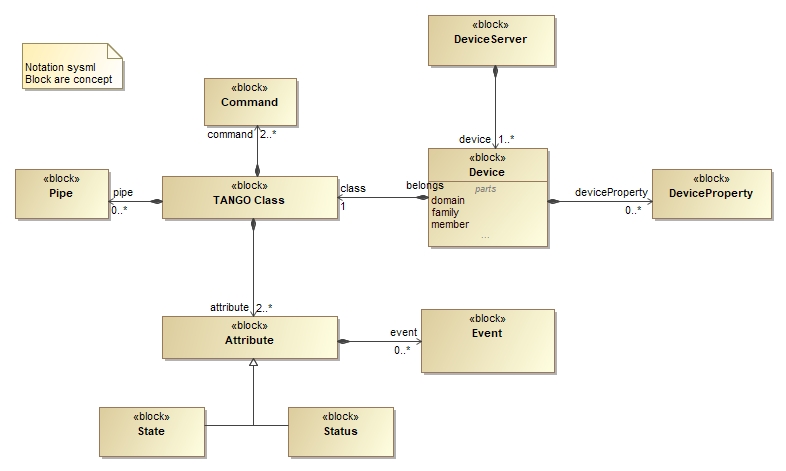 «block»
DeviceServer
Notation sysml
Block are concept
«block»
Command
command 2..*
device 1..*
«block»
Pipe
pipe
0..*
«block»
TANGO Class
class
1
belongs
«block»
Device
parts
domain
family
member
...
deviceProperty
0..*
«block»
DeviceProperty
attribute 2..*
«block»
Attribute
event
0..*
«block»
Event
«block»
State
«block»
Status